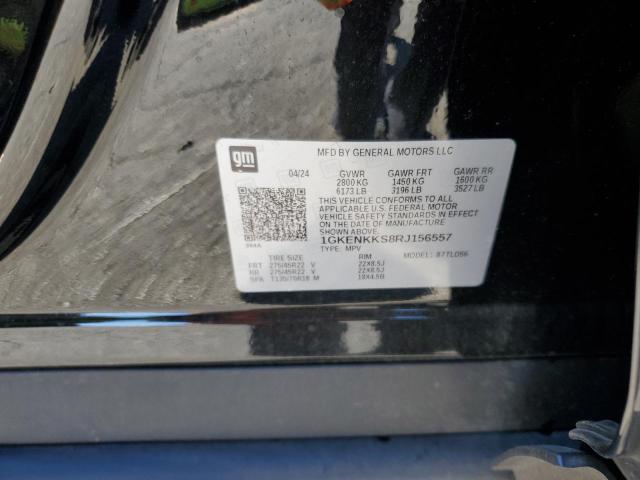 gm
MFD BY GENERAL MOTORS LLC
04/24 GVWR GAWR FRT GAWR RR
2800 KG 1450 KG 1600 KG
6173 LB 3196 LB 3527 LB
THIS VEHICLE CONFORMS TO ALL
APPLICABLE U.S. FEDERAL MOTOR
VEHICLE SAFETY STANDARDS IN EFFECT ON
THE DATE OF MANUFACTURE SHOWN ABOVE.
1GKENKKS8RJ156557
TYPE: MPV MODEL:
TIRE SIZE RIM
FRT 275/45R22 V 22X8.5J
RR 275/45R22 V 22X8.5J
SPA T135/70R18 M 18X4.5B